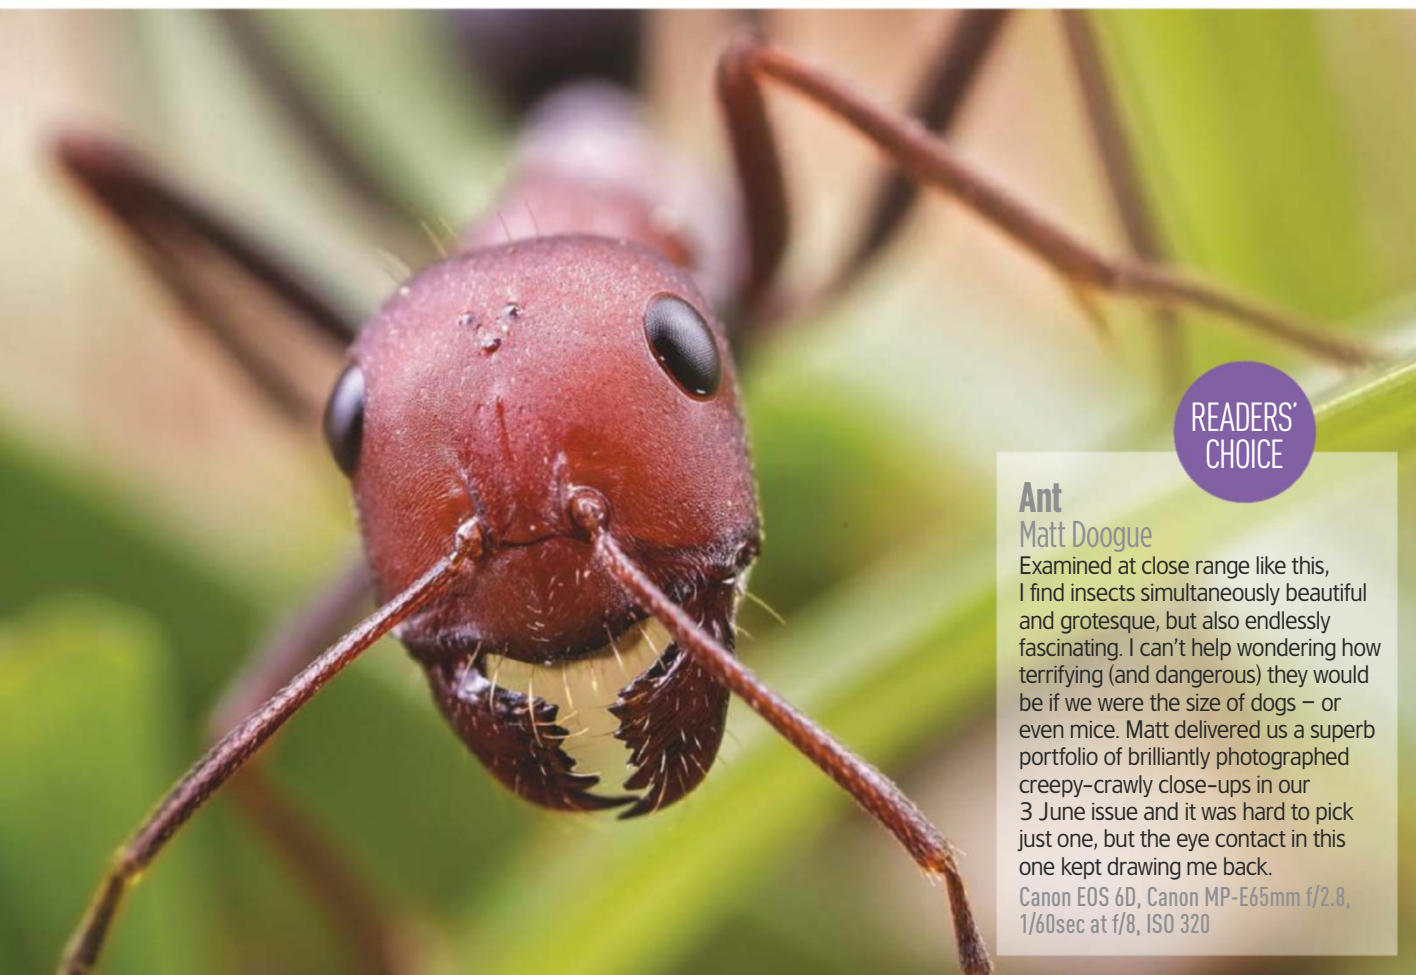 READERS'
CHOICE
Ant
Matt Doogue
Examined at close range like this,
I find insects simultaneously beautiful
and grotesque, but also endlessly
fascinating. I can't help wondering how
terrifying (and dangerous) they would
be if we were the size of dogs – or
even mice. Matt delivered us a superb
portfolio of brilliantly photographed
creepy-crawly close-ups in our
3 June issue and it was hard to pick
just one, but the eye contact in this
one kept drawing me back.
Canon EOS 6D, Canon MP-E65mm f/2.8,
1/60sec at f/8, ISO 320